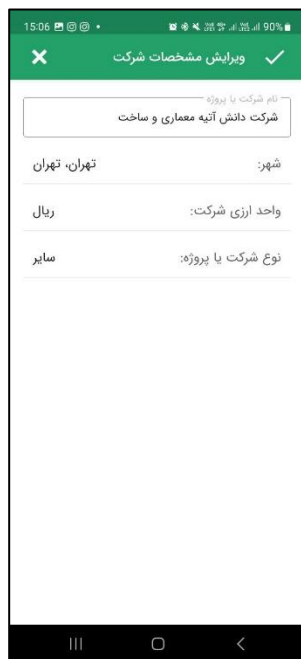 15:06 90%
ویرایش مشخصات شرکت
نام شرکت یا پروژه
شرکت دانش آتیه معماری و ساخت
شهر: تهران، تهران
واحد ارزی شرکت: ریال
نوع شرکت یا پروژه: سایر